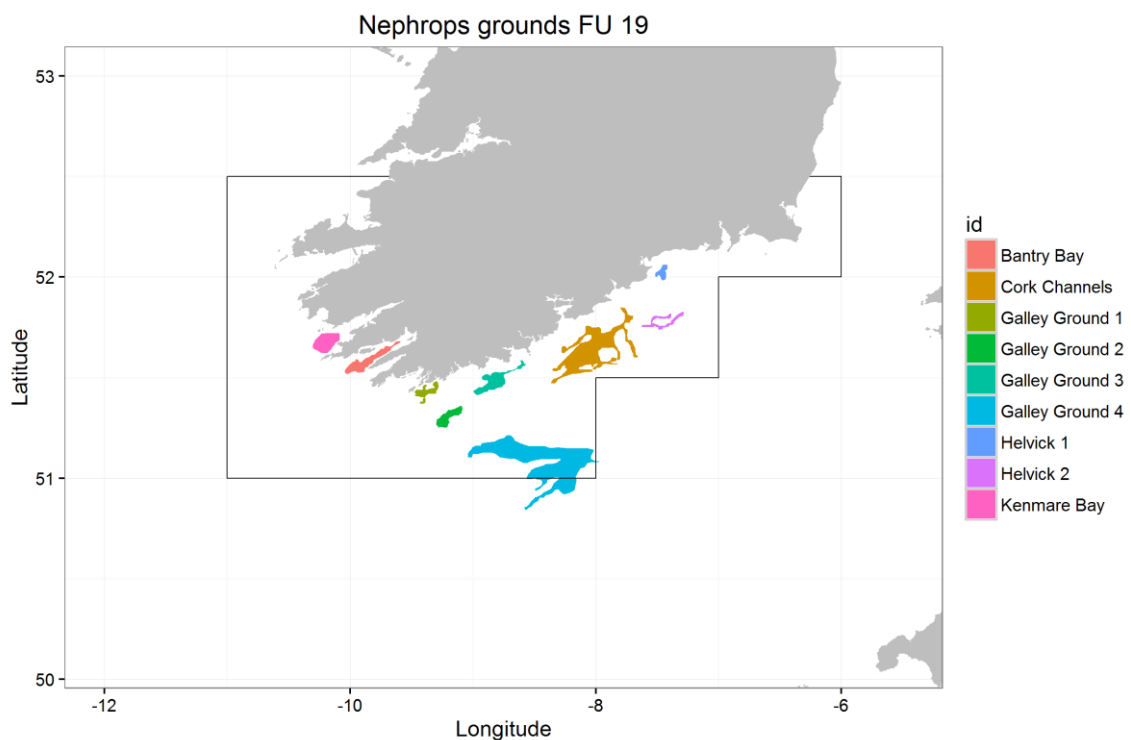 Nephrops grounds FU 19
53
52
51
50
Latitude
-12
-10
-8
-6
Longitude
id
Bantry Bay
Cork Channels
Galley Ground 1
Galley Ground 2
Galley Ground 3
Galley Ground 4
Helvick 1
Helvick 2
Kenmare Bay